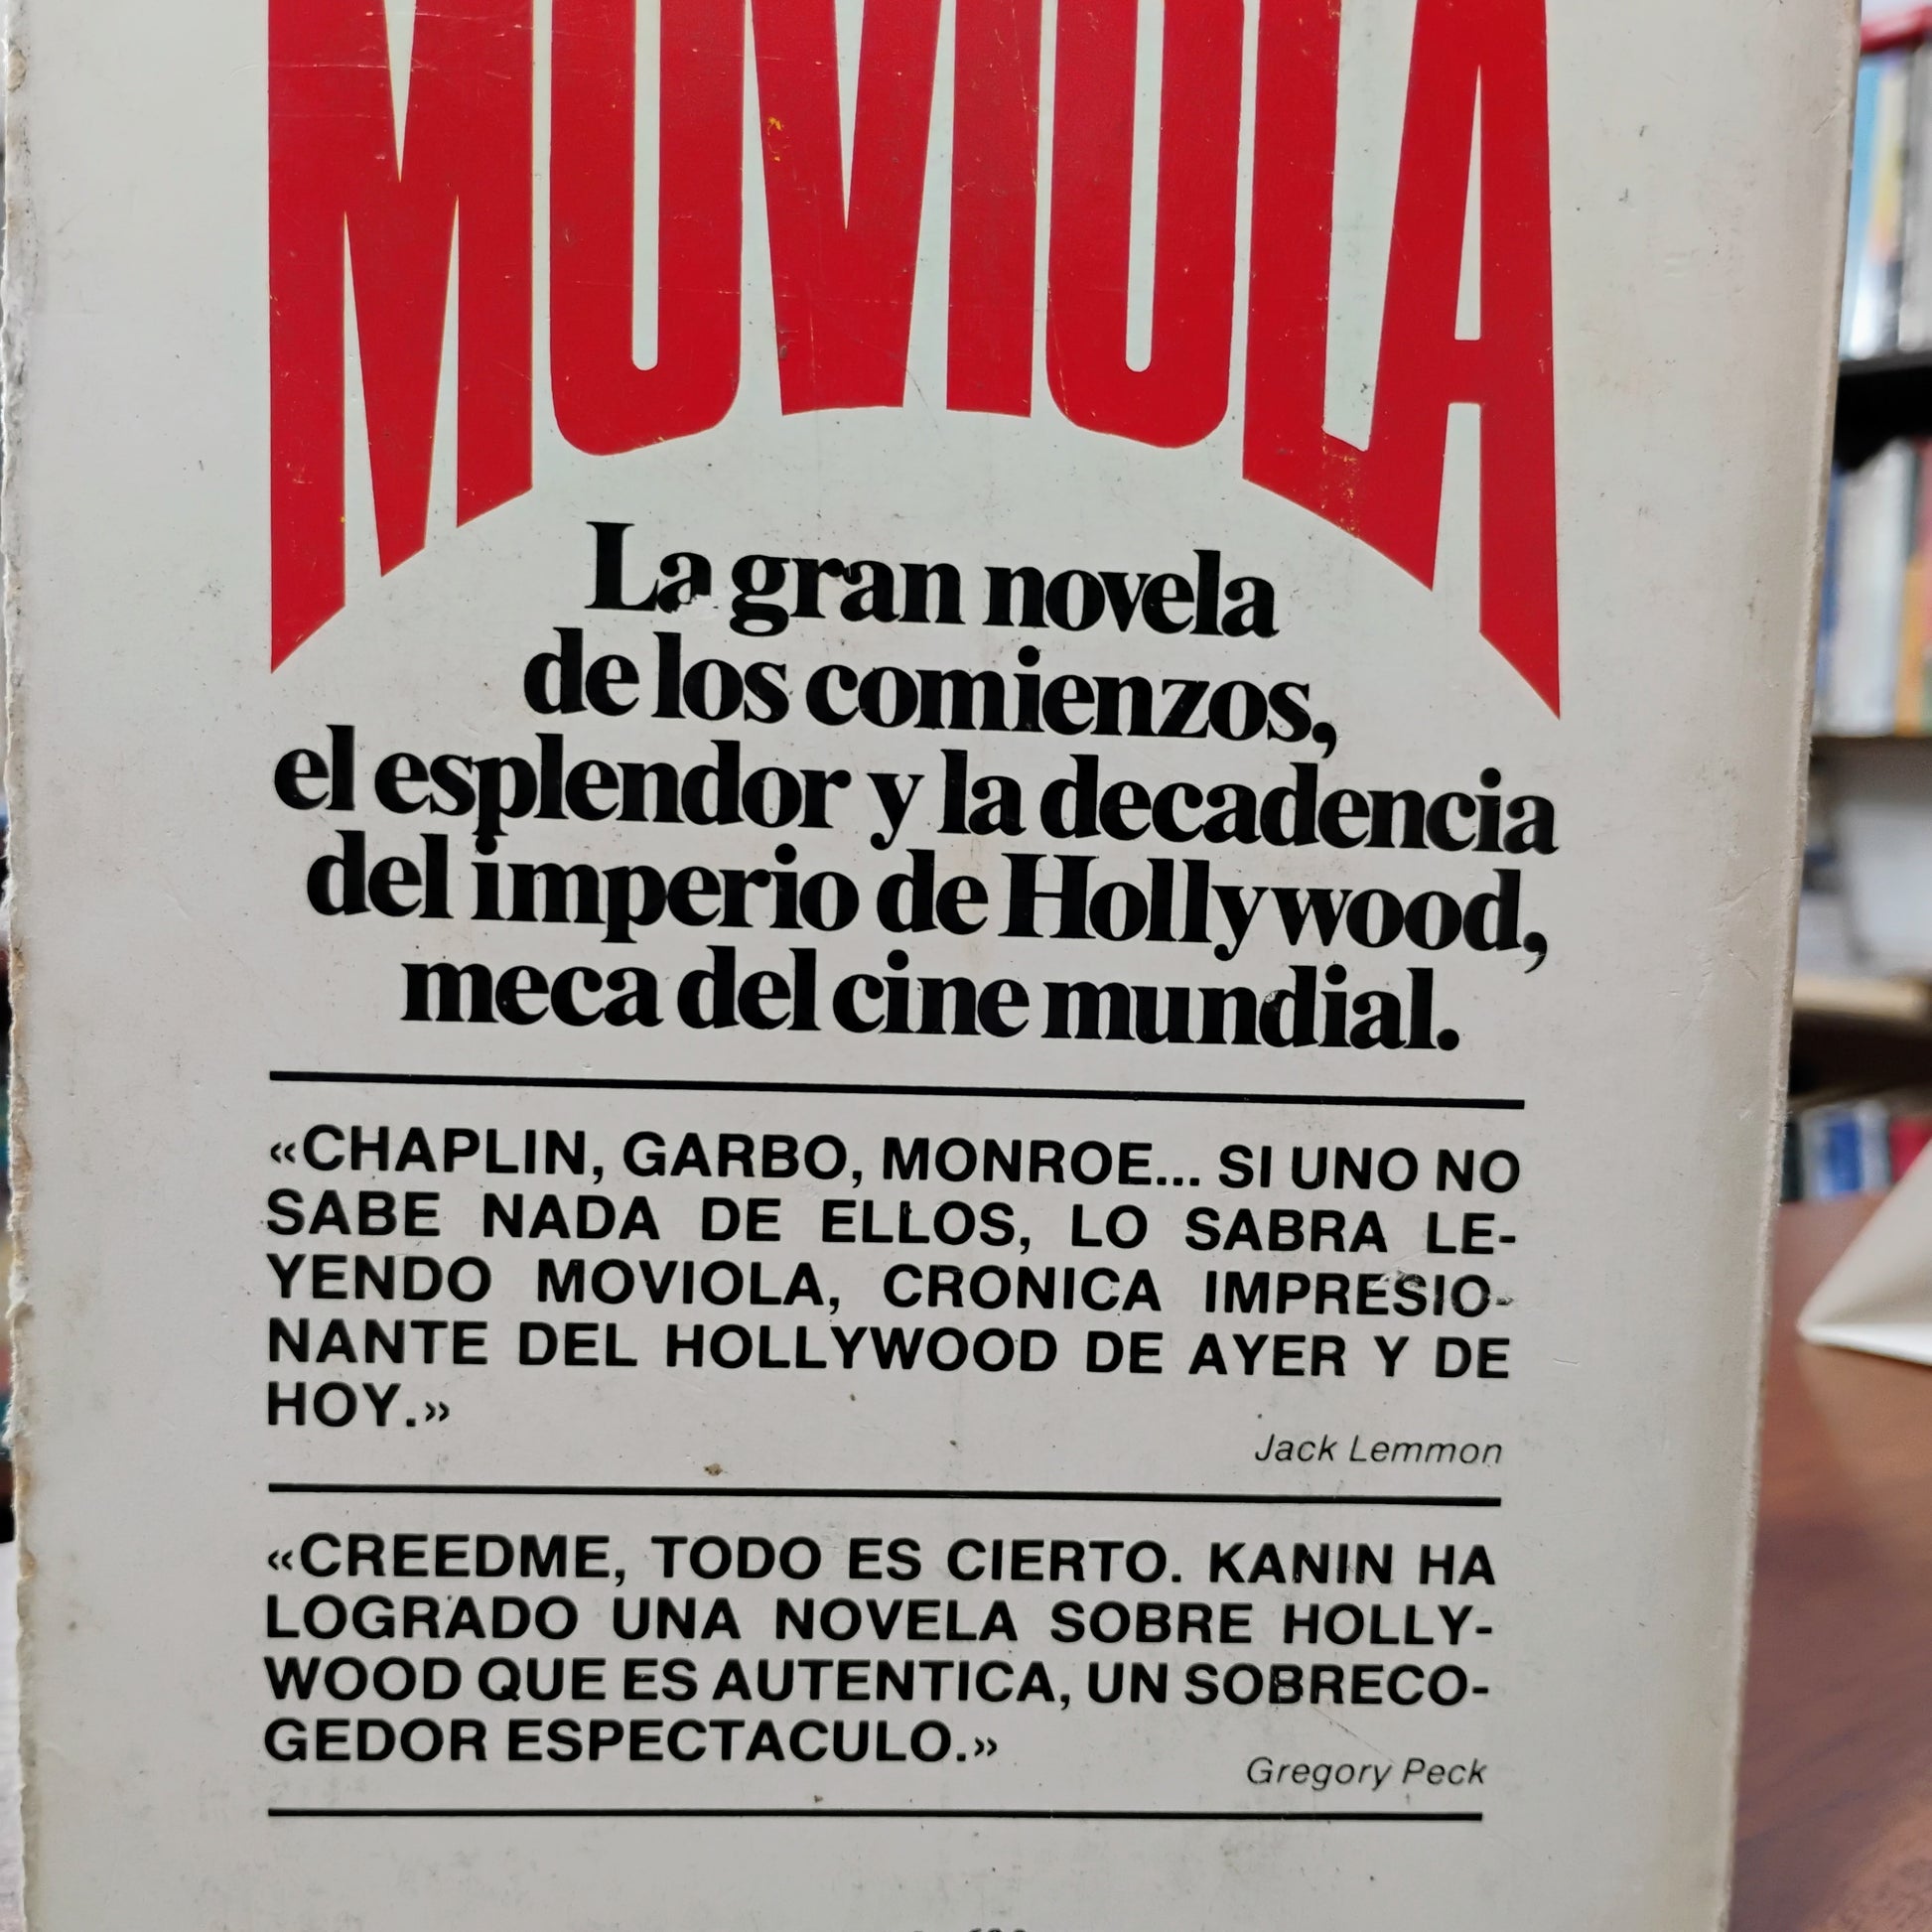 MOVIOLA
La gran novela
de los comienzos,
el esplendor y la decadencia
del imperio de Hollywood,
meca del cine mundial.
«CHAPLIN, GARBO, MONROE... SI UNO NO
SABE NADA DE ELLOS, LO SABRA LE-
YENDO MOVIOLA, CRONICA IMPRESIO-
NANTE DEL HOLLYWOOD DE AYER Y DE
HOY.»
Jack Lemmon
«CREEDME, TODO ES CIERTO. KANIN HA
LOGRADO UNA NOVELA SOBRE HOLLY-
WOOD QUE ES AUTENTICA, UN SOBRECO-
GEDOR ESPECTACULO.»
Gregory Peck